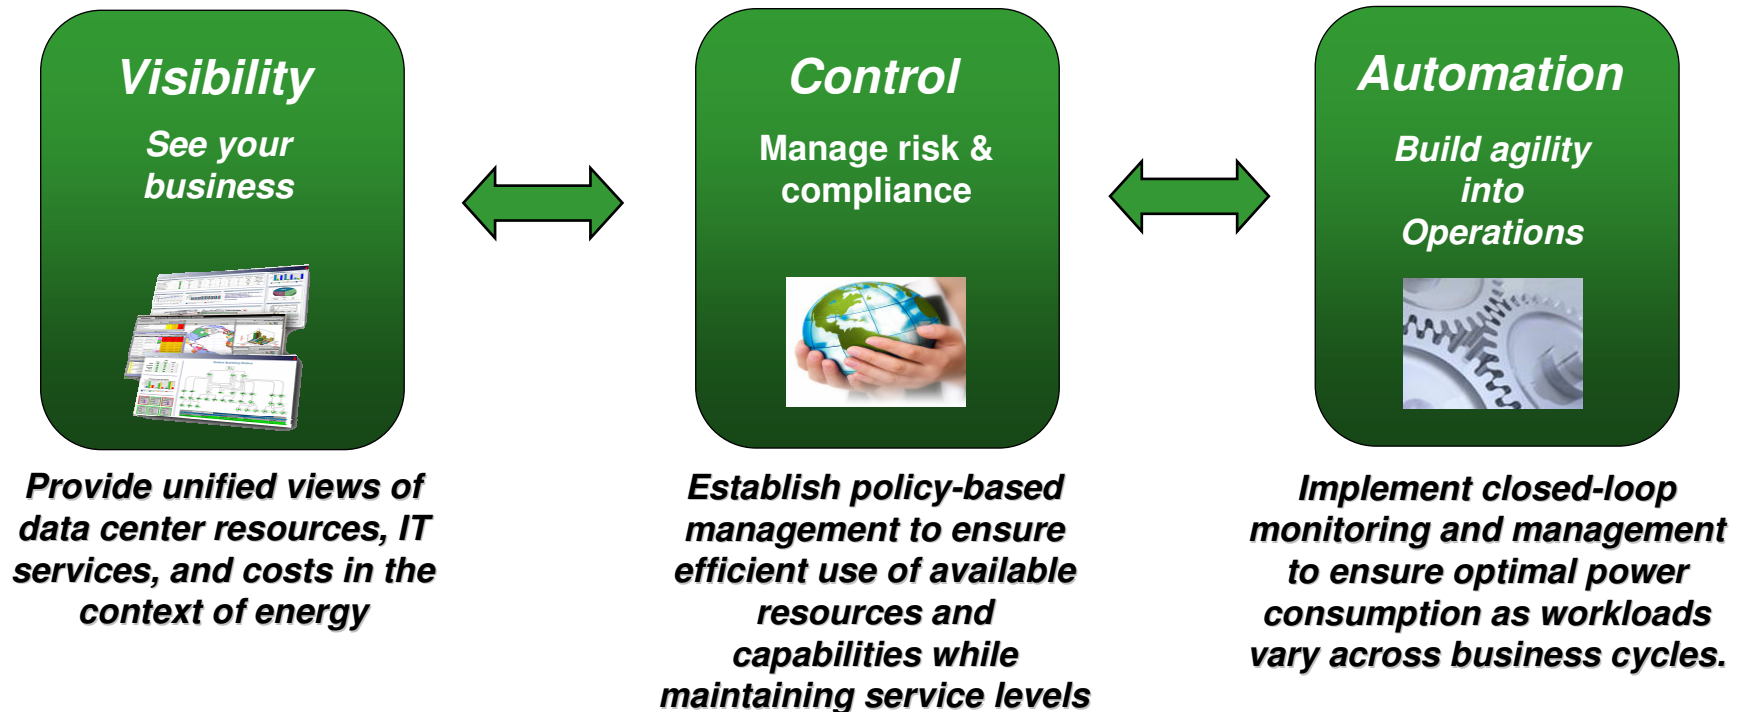 Visibility
See your
business
Provide unified views of
data center resources, IT
services, and costs in the
context of energy
Control
Manage risk &
compliance
Establish policy-based
management to ensure
efficient use of available
resources and
capabilities while
maintaining service levels
Automation
Build agility
into
Operations
Implement closed-loop
monitoring and management
to ensure optimal power
consumption as workloads
vary across business cycles.